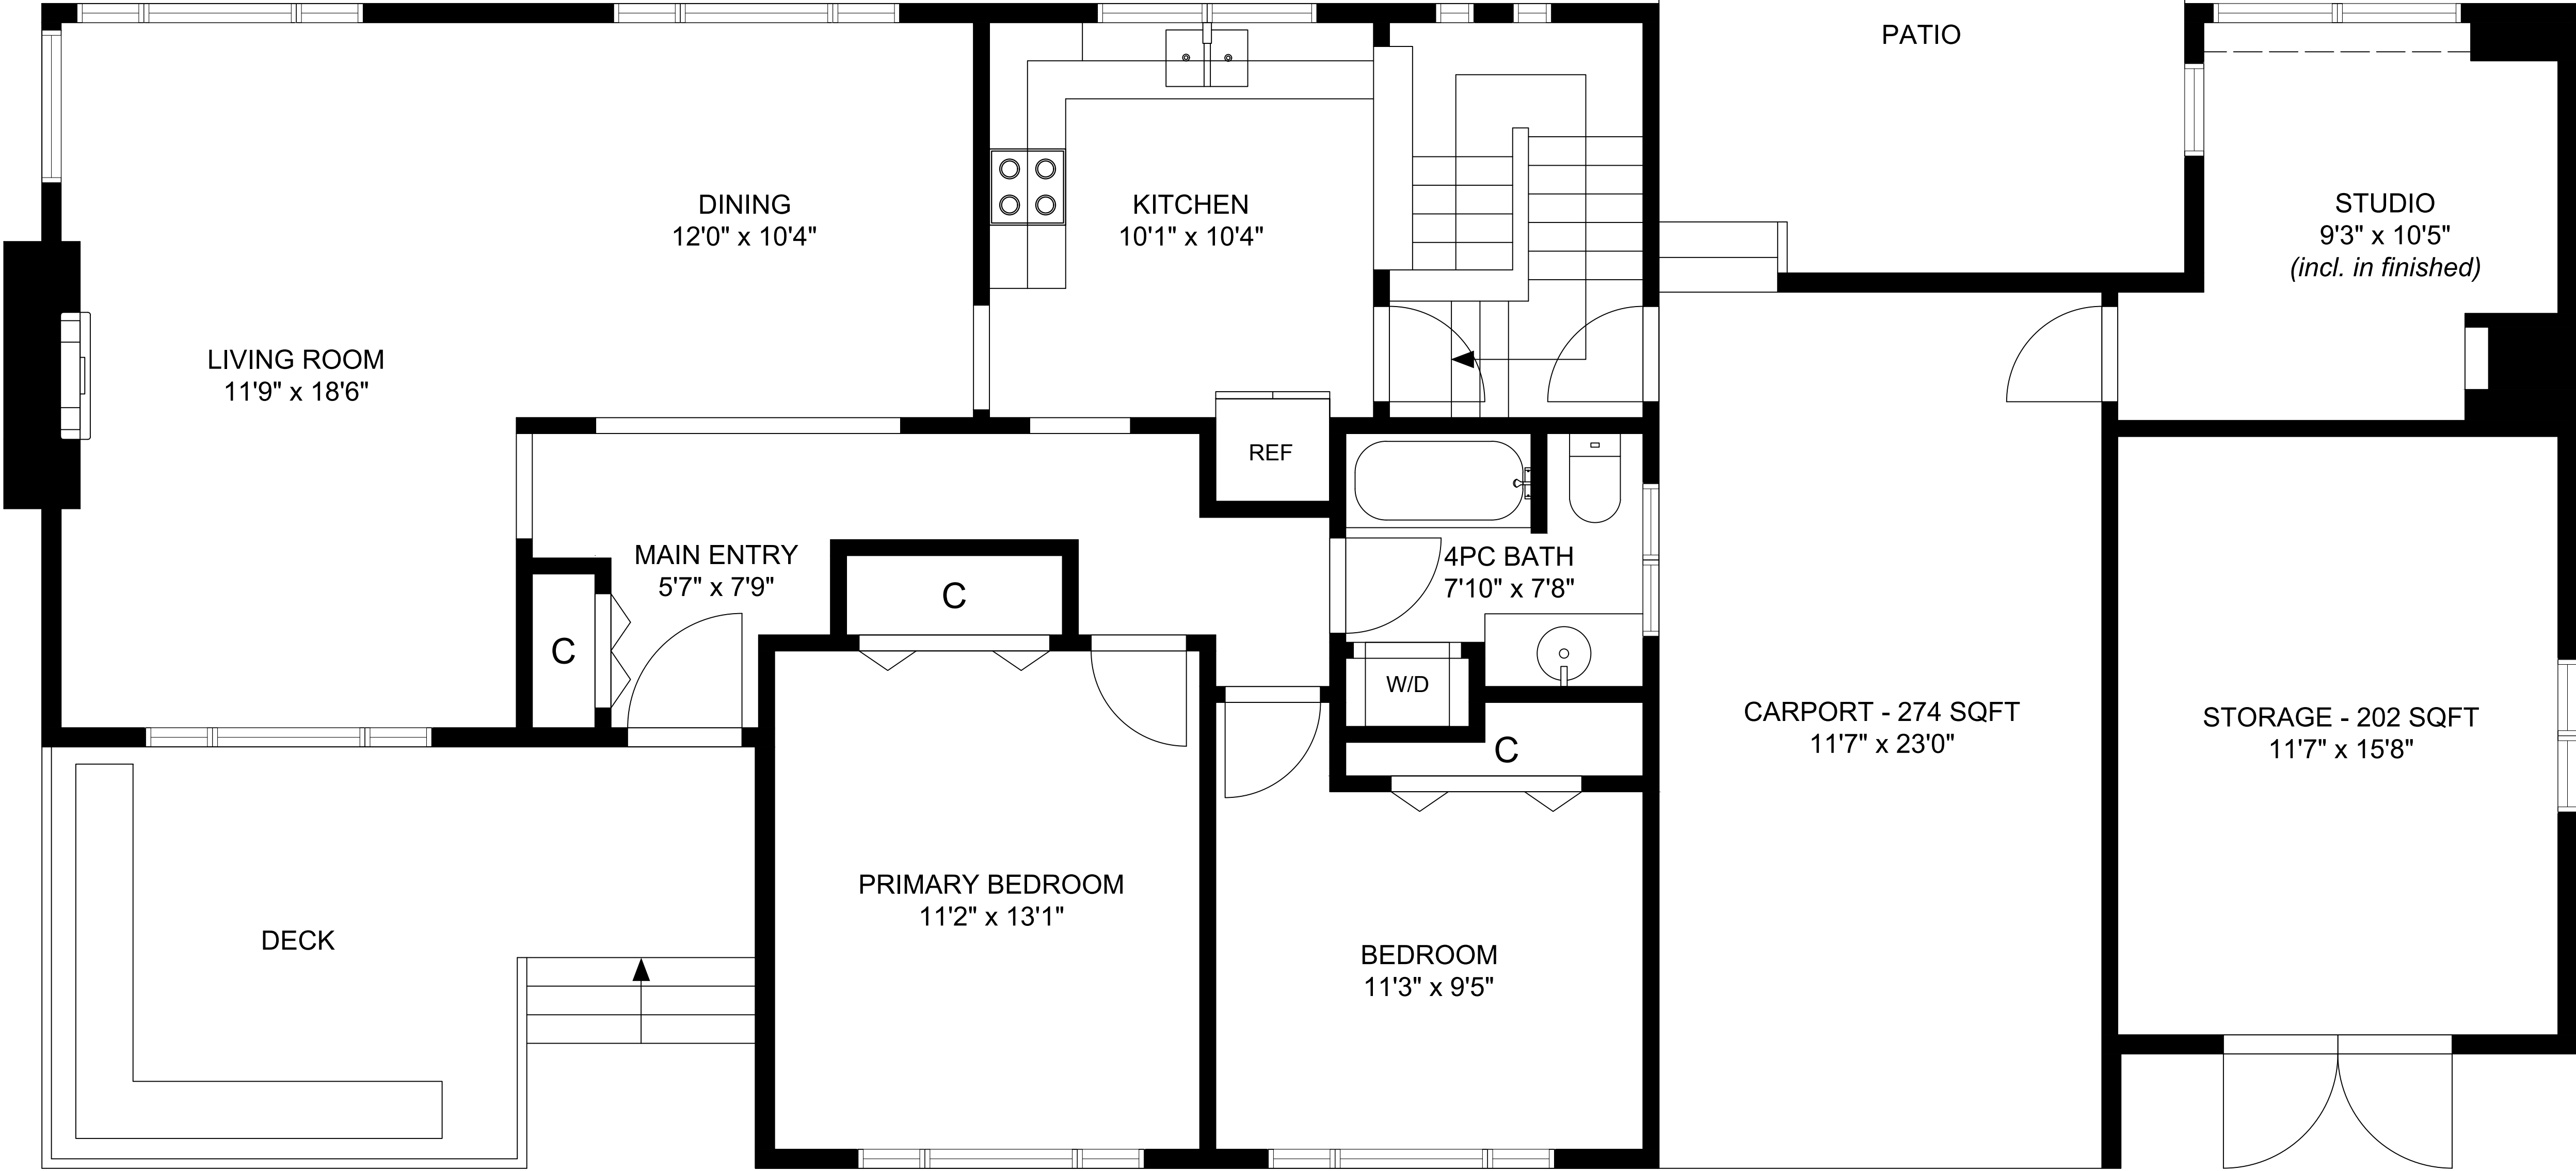 PATIO
DINING
12'0" x 10'4"
KITCHEN
10'1" x 10'4"
STUDIO
9'3" x 10'5"
(incl. in finished)
LIVING ROOM
11'9" x 18'6"
REF
MAIN ENTRY
5'7" x 7'9"
C
C
4PC BATH
7'10" x 7'8"
W/D
C
CARPORT - 274 SQFT
11'7" x 23'0"
STORAGE - 202 SQFT
11'7" x 15'8"
PRIMARY BEDROOM
11'2" x 13'1"
DECK
BEDROOM
11'3" x 9'5"